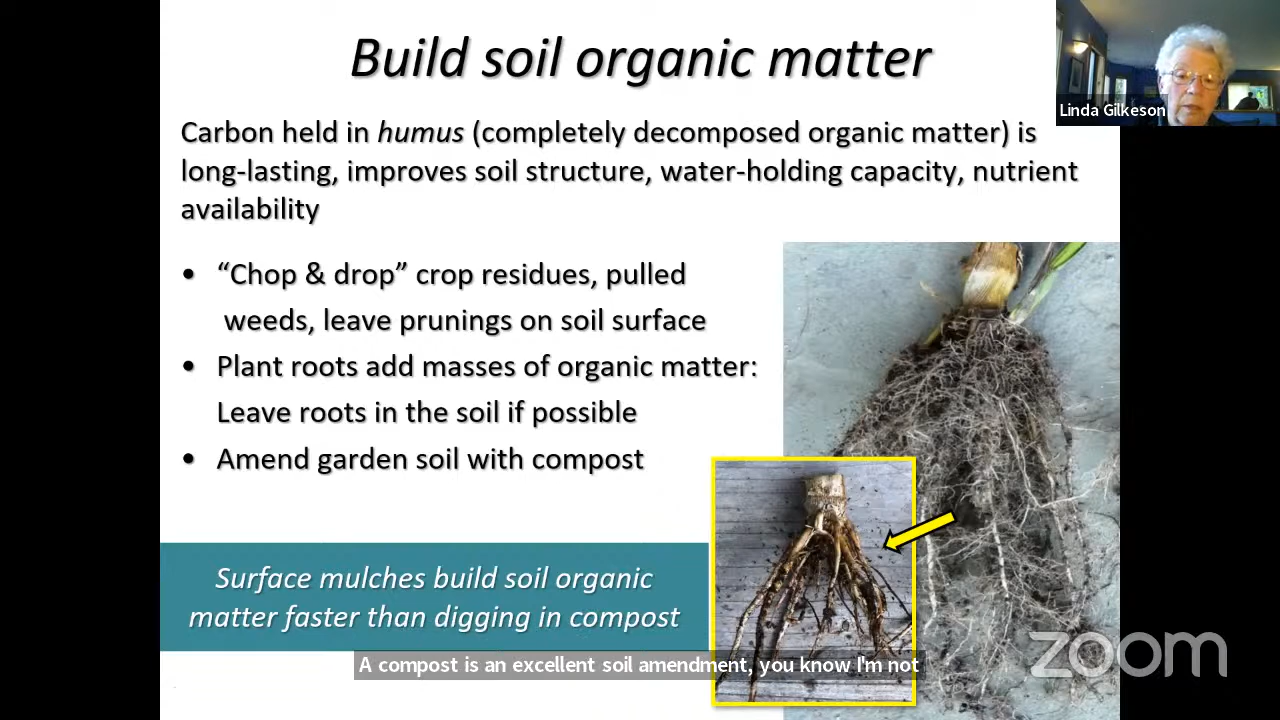 Build soil organic matter
Linda Gilkeson
Carbon held in humus (completely decomposed organic matter) is
long-lasting, improves soil structure, water-holding capacity, nutrient
availability
• “Chop & drop” crop residues, pulled
weeds, leave prunings on soil surface
• Plant roots add masses of organic matter:
Leave roots in the soil if possible
• Amend garden soil with compost
Surface mulches build soil organic
matter faster than digging in compost
A compost is an excellent soil amendment, you know I'm not
zoom